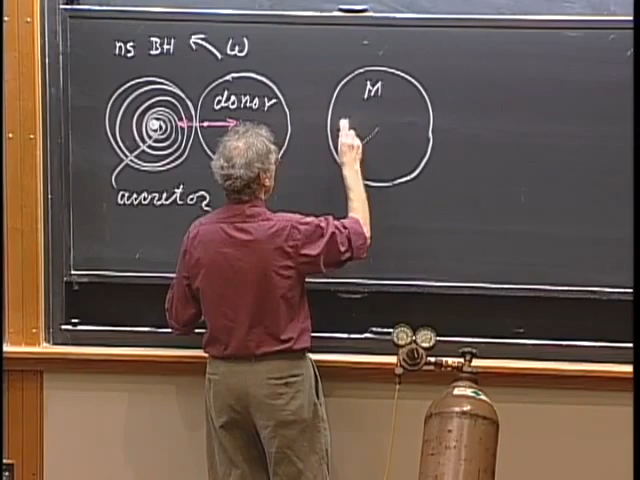 ns BH ω
donor
accretor
M